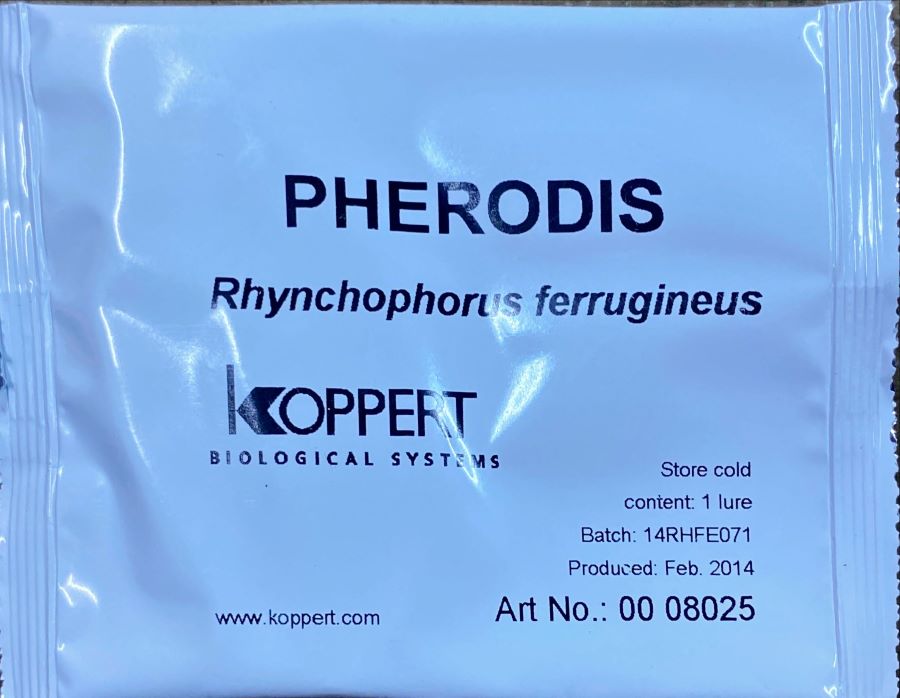 PHERODIS
Rhynchophorus ferrugineus
KOPPERT
BIOLOGICAL SYSTEMS
Store cold
content: 1 lure
Batch: 14RHFE071
Produced: Feb. 2014
www.koppert.com
Art No.: 00 08025